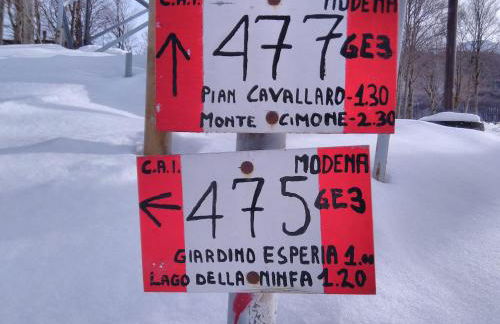 C.A.I. MODENA
477 GE3
PIAN CAVALLARO-1.30
MONTE CIMONE-2.30
C.A.I. MODENA
475 GE3
GIARDINO ESPERIA 1.00
LAGO DELLA NINFA 1.20